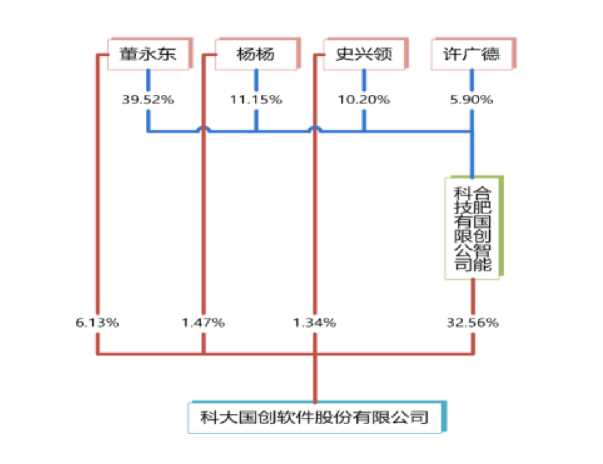 董永东
杨杨
史兴领
许广德
39.52%
11.15%
10.20%
5.90%
合肥国创智能
科技有限公司
6.13%
1.47%
1.34%
32.56%
科大国创软件股份有限公司